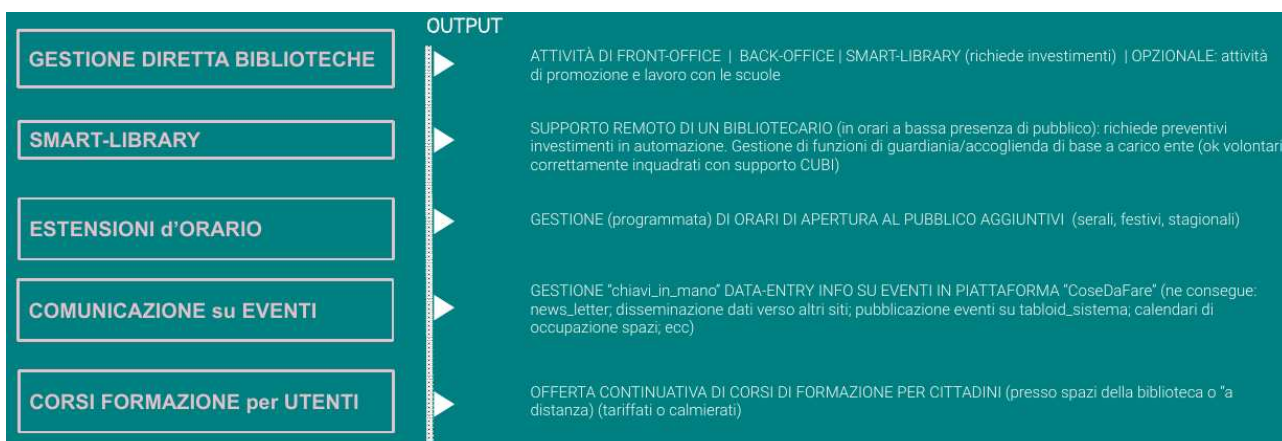 OUTPUT
GESTIONE DIRETTA BIBLIOTECHE
ATTIVITÀ DI FRONT-OFFICE | BACK-OFFICE | SMART-LIBRARY (richiede investimenti) | OPZIONALE: attività
di promozione e lavoro con le scuole
SMART-LIBRARY
SUPPORTO REMOTO DI UN BIBLIOTECARIO (in orari a bassa presenza di pubblico): richiede preventivi
investimenti in automazione. Gestione di funzioni di guardiania/accoglienda di base a carico ente (ok volontari
correttamente inquadrati con supporto CUBI)
ESTENSIONI d'ORARIO
GESTIONE (programmata) DI ORARI DI APERTURA AL PUBBLICO AGGIUNTIVI (serali, festivi, stagionali)
COMUNICAZIONE su EVENTI
GESTIONE "chiavi_in_mano" DATA-ENTRY INFO SU EVENTI IN PIATTAFORMA "CoseDaFare" (ne consegue:
news_letter; disseminazione dati verso altri siti; pubblicazione eventi su tabloid_sistema; calendari di
occupazione spazi; ecc)
CORSI FORMAZIONE per UTENTI
OFFERTA CONTINUATIVA DI CORSI DI FORMAZIONE PER CITTADINI (presso spazi della biblioteca o "a
distanza) (tariffati o calmierati)